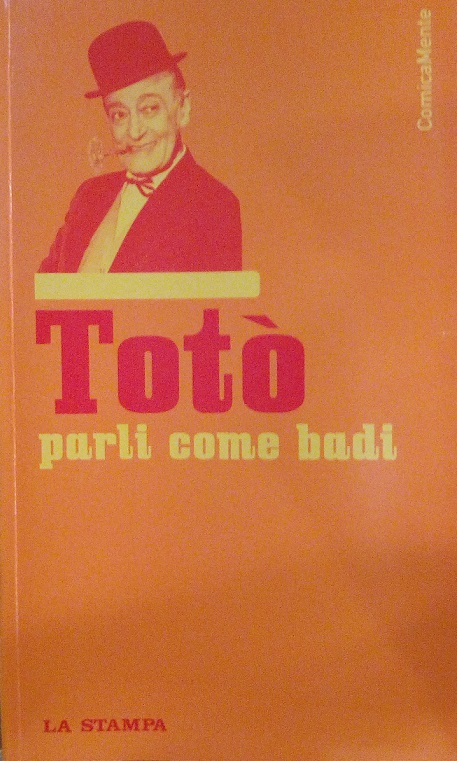 ComicaMente
Totò
parli come badi
LA STAMPA